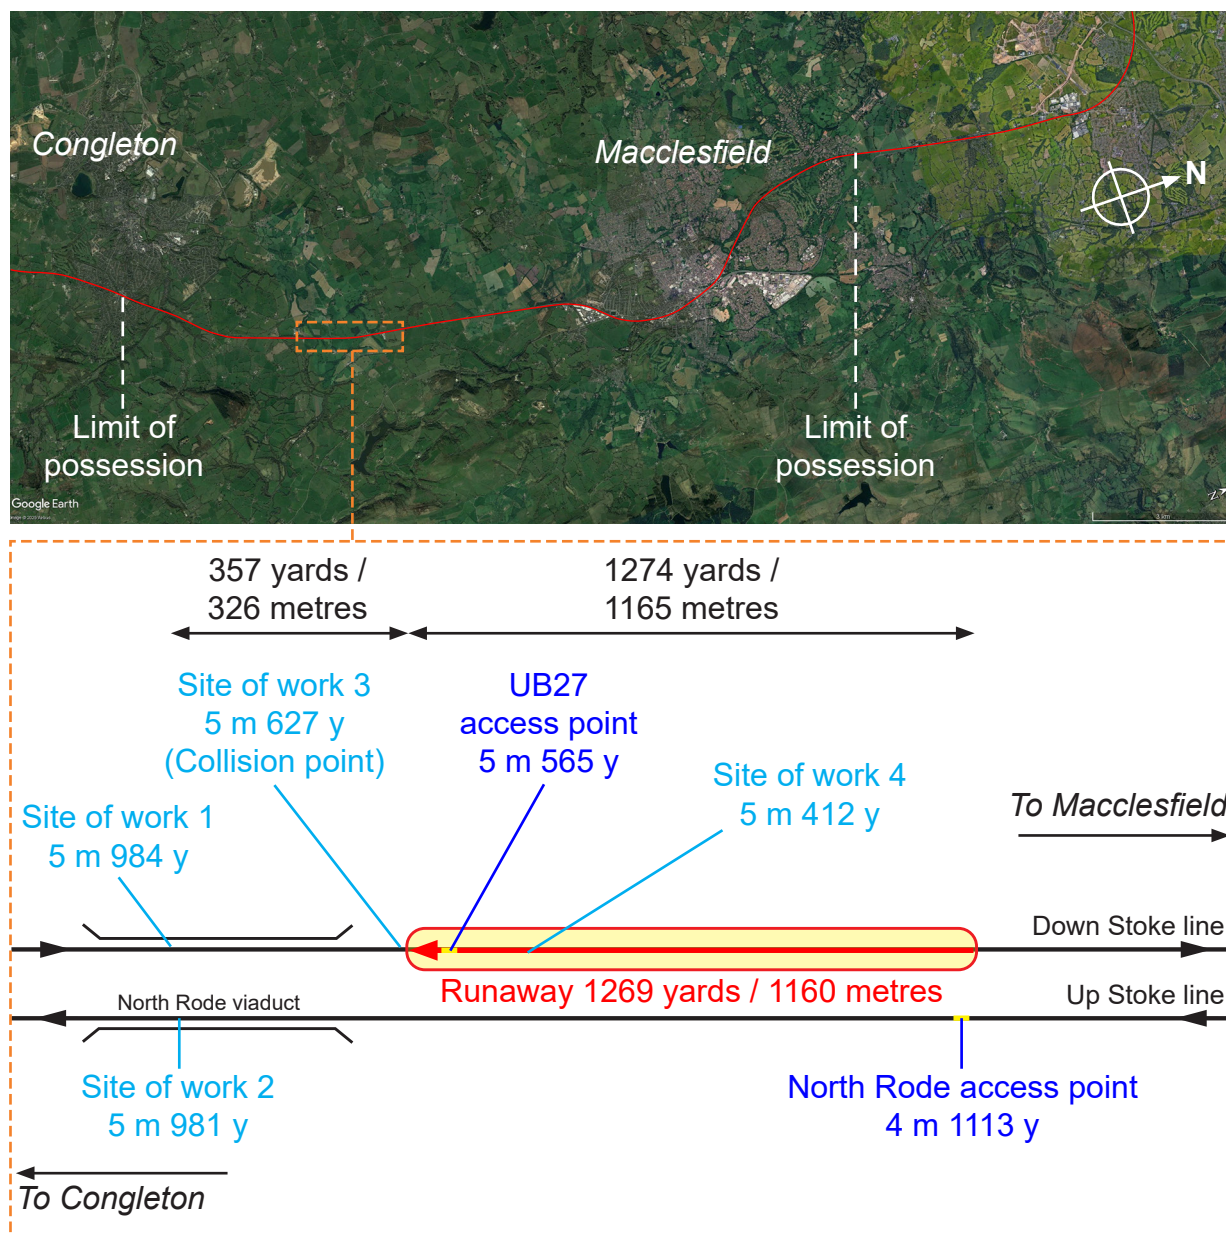 Congleton
Macclesfield
N
Limit of
possession
Limit of
possession
Google Earth
3 km
357 yards /
326 metres
1274 yards /
1165 metres
Site of work 3
5 m 627 y
(Collision point)
UB27
access point
5 m 565 y
Site of work 4
5 m 412 y
To Macclesfield
Site of work 1
5 m 984 y
Down Stoke line
Runaway 1269 yards / 1160 metres
North Rode viaduct
Up Stoke line
Site of work 2
5 m 981 y
North Rode access point
4 m 1113 y
To Congleton